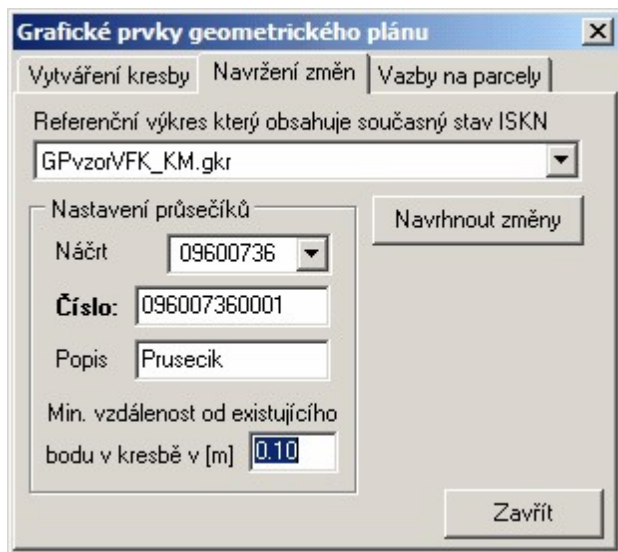 Grafické prvky geometrického plánu
Vytváření kresby Navržení změn Vazby na parcely
Referenční výkres který obsahuje současný stav ISKN
GPvzorVFK_KM.gkr
Nastavení průsečíků
Navrhnout změny
Náčrt 09600736
Číslo: 096007360001
Popis Prusecik
Min. vzdálenost od existujícího
bodu v kresbě v [m] 0.10
Zavřít